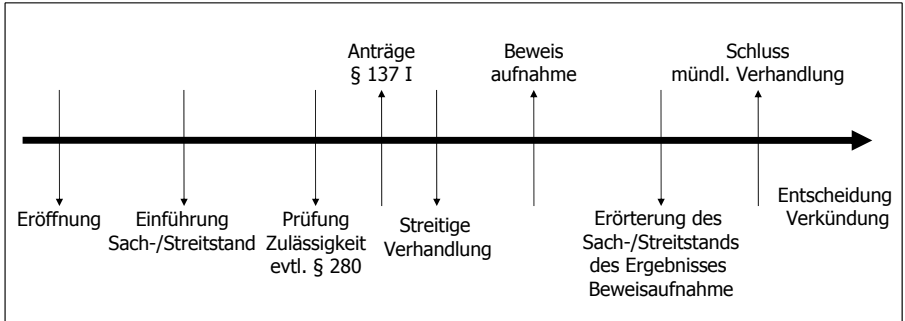 Anträge
§ 137 I
Beweis
aufnahme
Schluss
mündl. Verhandlung
Eröffnung
Einführung
Sach-/Streitstand
Prüfung
Zulässigkeit
evtl. § 280
Streitige
Verhandlung
Erörterung des
Sach-/Streitstands
des Ergebnisses
Beweisaufnahme
Entscheidung
Verkündung